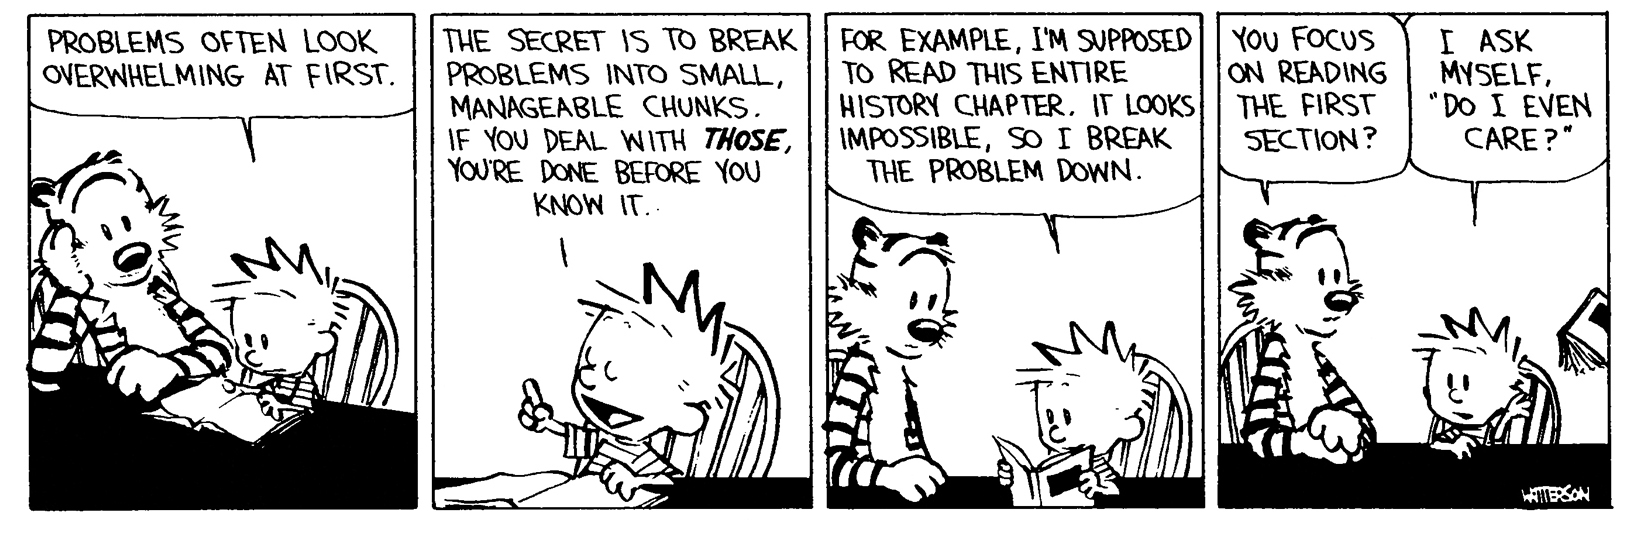 PROBLEMS OFTEN LOOK
OVERWHELMING AT FIRST.
THE SECRET IS TO BREAK
PROBLEMS INTO SMALL,
MANAGEABLE CHUNKS.
IF YOU DEAL WITH THOSE,
YOU'RE DONE BEFORE YOU
KNOW IT.
FOR EXAMPLE, I'M SUPPOSED
TO READ THIS ENTIRE
HISTORY CHAPTER. IT LOOKS
IMPOSSIBLE, SO I BREAK
THE PROBLEM DOWN.
YOU FOCUS
ON READING
THE FIRST
SECTION?
I ASK
MYSELF,
"DO I EVEN
CARE?"
WATTERSON